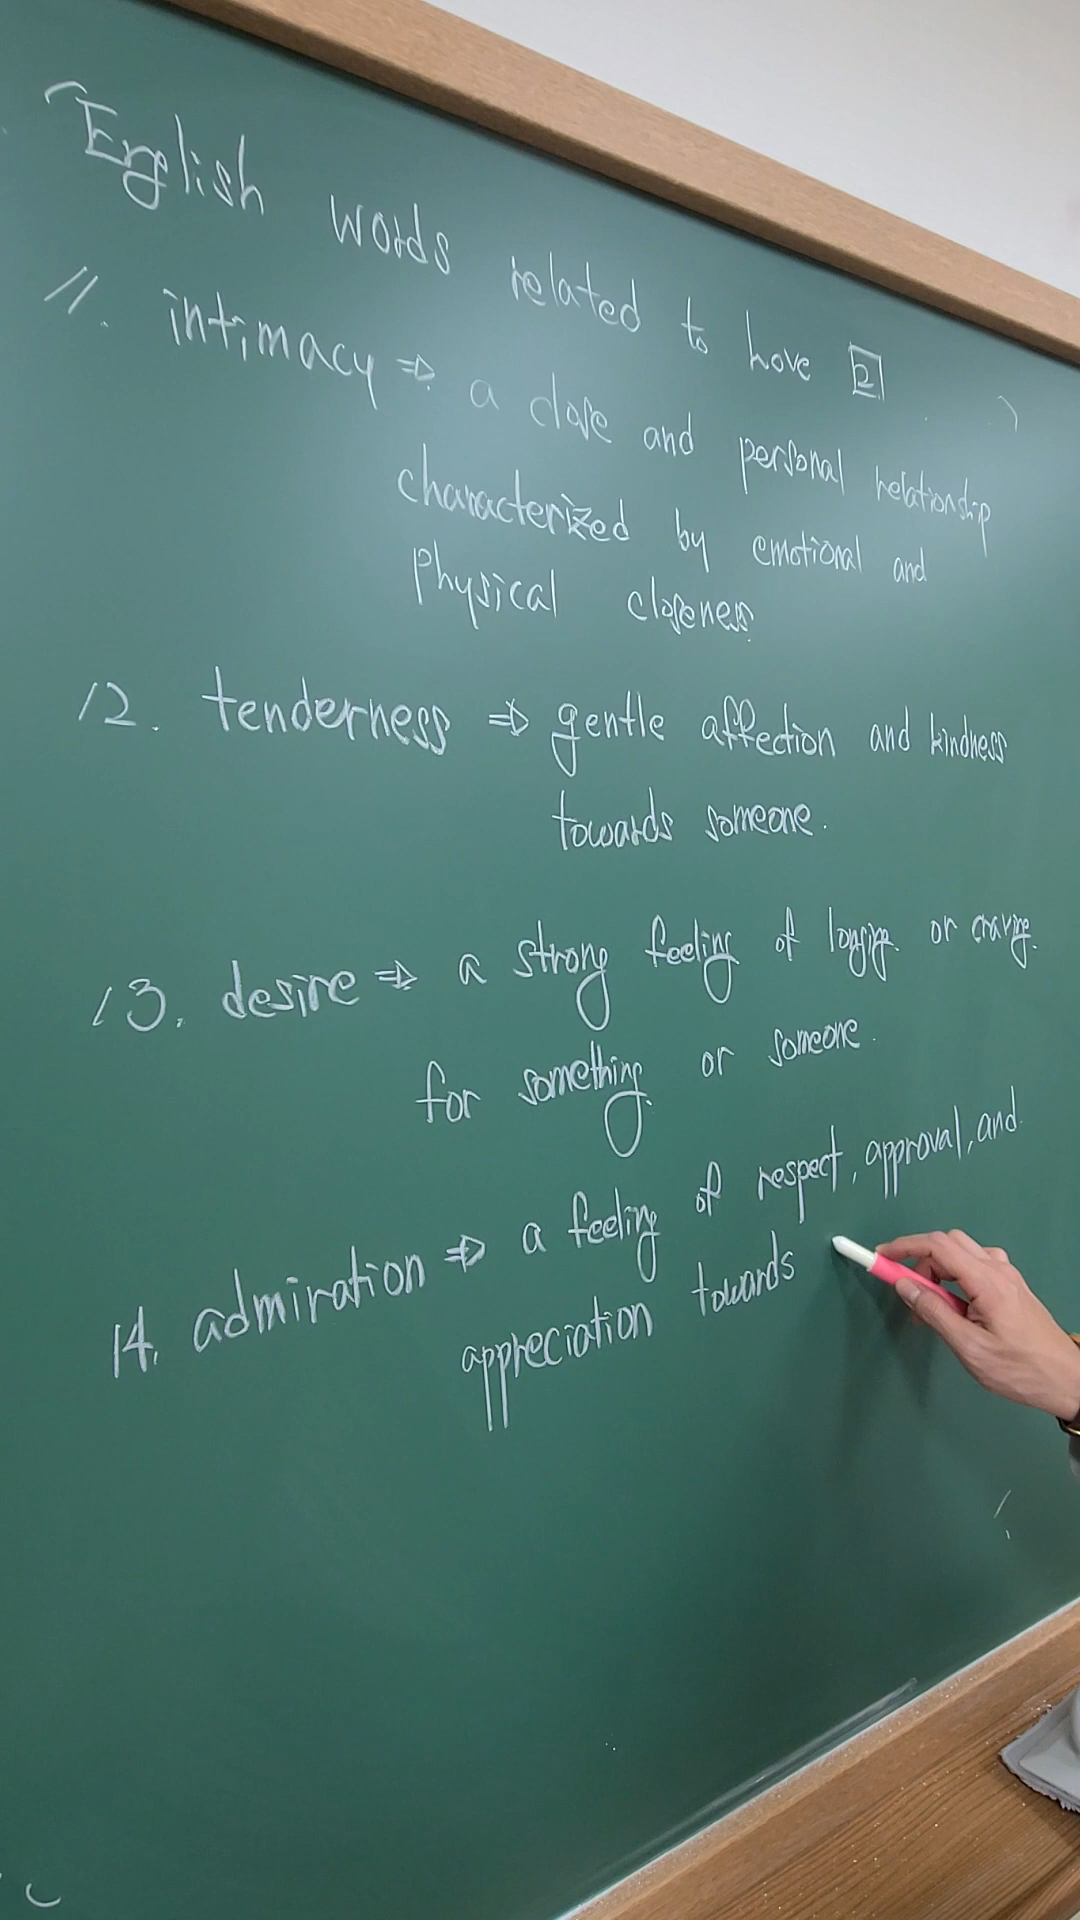 English words related to Love 2
11. intimacy ⇒ a close and personal relationship
characterized by emotional and
physical closeness.
12. tenderness ⇒ gentle affection and kindness
towards someone.
13. desire ⇒ a strong feeling of longing or craving
for something or someone.
14. admiration ⇒ a feeling of respect, approval, and
appreciation towards